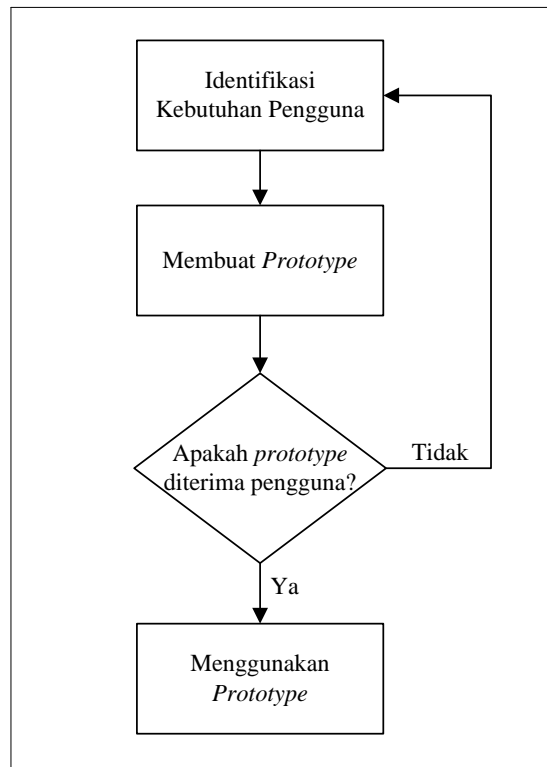 Identifikasi
Kebutuhan Pengguna
Membuat Prototype
Apakah prototype
diterima pengguna?
Tidak
Ya
Menggunakan
Prototype